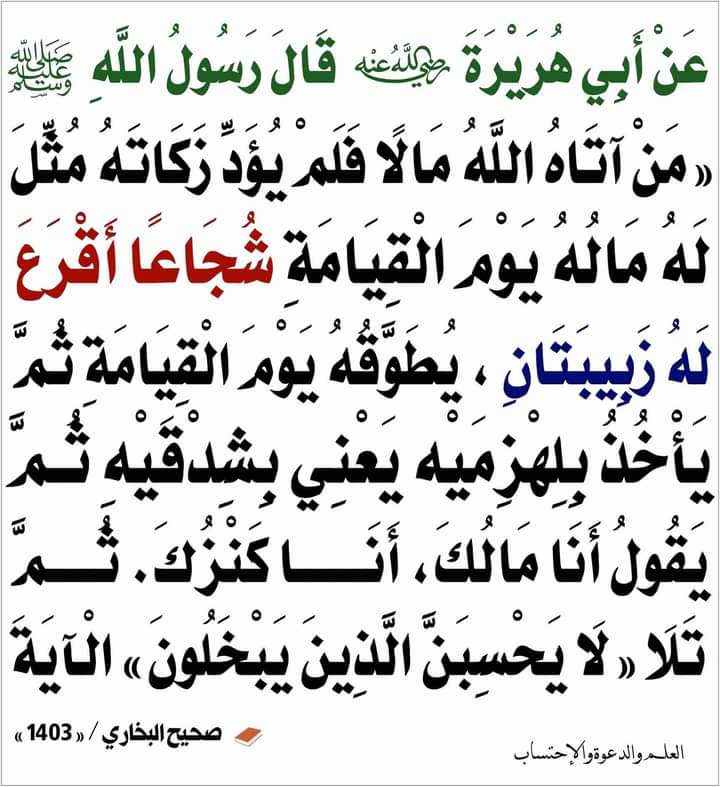 عَنْ أَبِي هُرَيْرَةَ رضي الله عنه قَالَ رَسُولُ اللَّهِ صلى الله عليه وسلم
« مَنْ آتَاهُ اللَّهُ مَالًا فَلَمْ يُؤَدِّ زَكَاتَهُ مُثِّلَ
لَهُ مَالُهُ يَوْمَ الْقِيَامَةِ شُجَاعًا أَقْرَعَ
لَهُ زَبِيبَتَانِ ، يُطَوَّقُهُ يَوْمَ الْقِيَامَةِ ثُمَّ
يَأْخُذُ بِلِهْزِمَيْهِ يَعْنِي بِشِدْقَيْهِ ثُمَّ
يَقُولُ أَنَا مَالُكَ، أَنَا كَنْزُكَ. ثُمَّ
تَلَا « لَا يَحْسِبَنَّ الَّذِينَ يَبْخَلُونَ » الْآيَةَ
صحيح البخاري / « 1403 »
العلم والدعوة والإحتساب